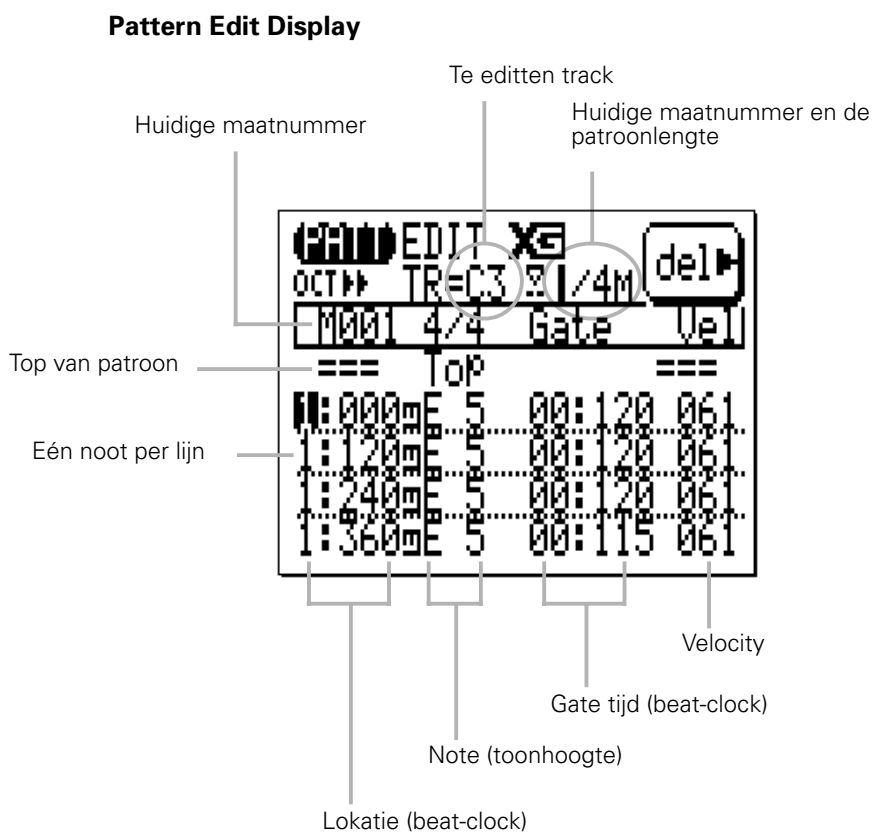 Pattern Edit Display
Te editten track
Huidige maatnummer en de
patroonlengte
Huidige maatnummer
EDIT XG
del
OCT TR=C3 1/4M
M001 4/4 Gate Vel
=== Top ===
Top van patroon
1:000 E 5 00:120 061
Eén noot per lijn
1:120 E 5 00:120 061
1:240 E 5 00:120 061
1:360 E 5 00:115 061
Velocity
Gate tijd (beat-clock)
Note (toonhoogte)
Lokatie (beat-clock)